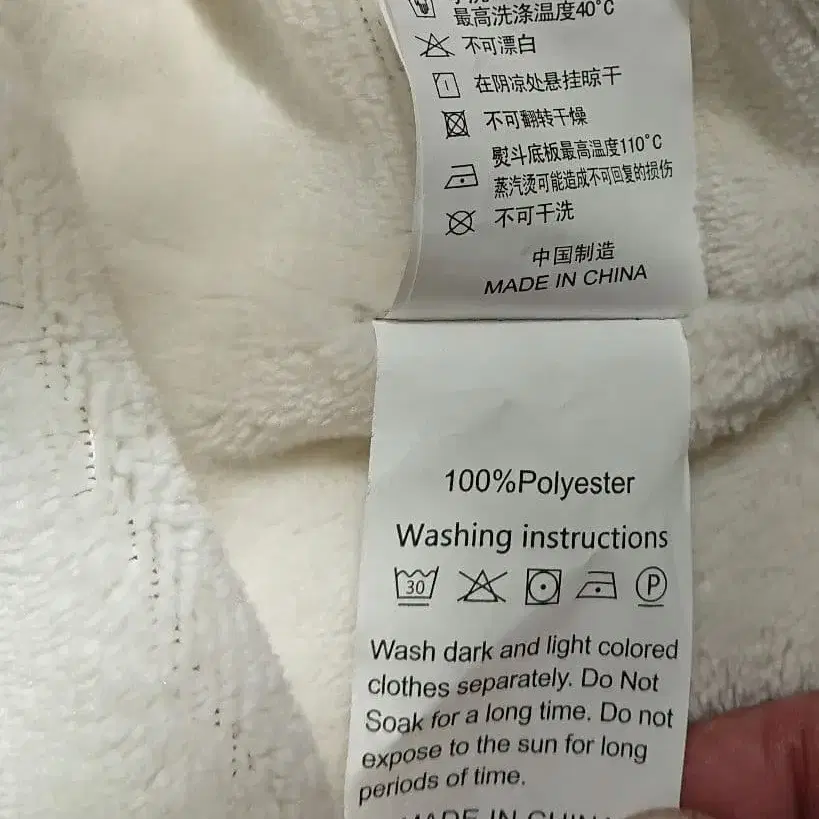 最高洗涤温度40°C
不可漂白
在阴凉处悬挂晾干
不可翻转干燥
熨斗底板最高温度110°C
蒸汽烫可能造成不可回复的损伤
不可干洗
中国制造
MADE IN CHINA
100%Polyester
Washing instructions
30 P
Wash dark and light colored
clothes separately. Do Not
Soak for a long time. Do not
expose to the sun for long
periods of time.
MADE IN CHINA